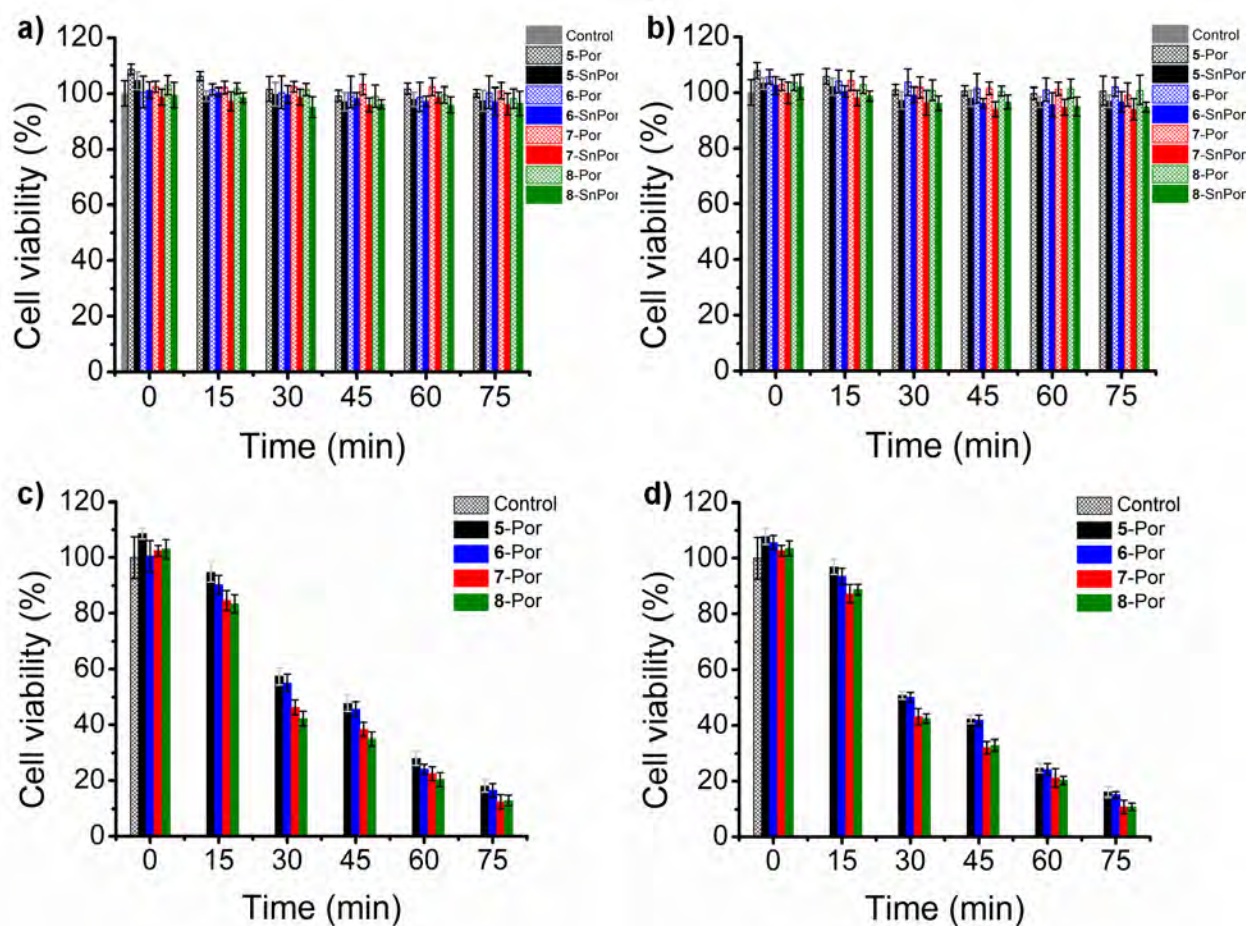 a)
120
100
80
60
40
20
0
Cell viability (%)
0 15 30 45 60 75
Time (min)
Control
5-Por
5-SnPor
6-Por
6-SnPor
7-Por
7-SnPor
8-Por
8-SnPor
b)
120
100
80
60
40
20
0
Cell viability (%)
0 15 30 45 60 75
Time (min)
Control
5-Por
5-SnPor
6-Por
6-SnPor
7-Por
7-SnPor
8-Por
8-SnPor
c)
120
100
80
60
40
20
0
Cell viability (%)
0 15 30 45 60 75
Time (min)
Control
5-Por
6-Por
7-Por
8-Por
d)
120
100
80
60
40
20
0
Cell viability (%)
0 15 30 45 60 75
Time (min)
Control
5-Por
6-Por
7-Por
8-Por